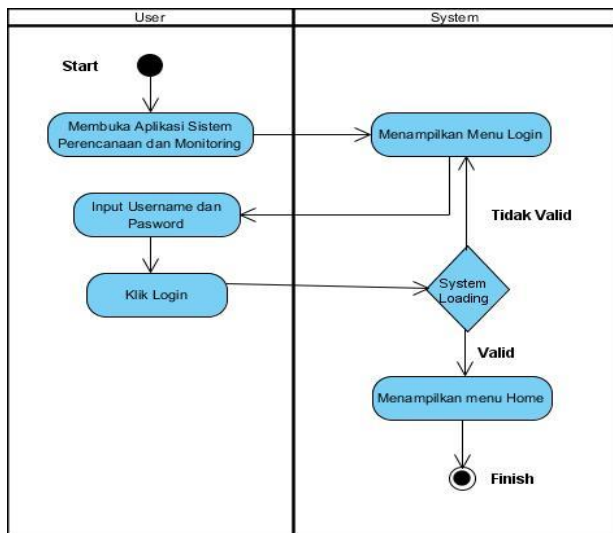 User
System
Start
Membuka Aplikasi Sistem
Perencanaan dan Monitoring
Menampilkan Menu Login
Input Username dan
Pasword
Tidak Valid
Klik Login
System
Loading
Valid
Menampilkan menu Home
Finish